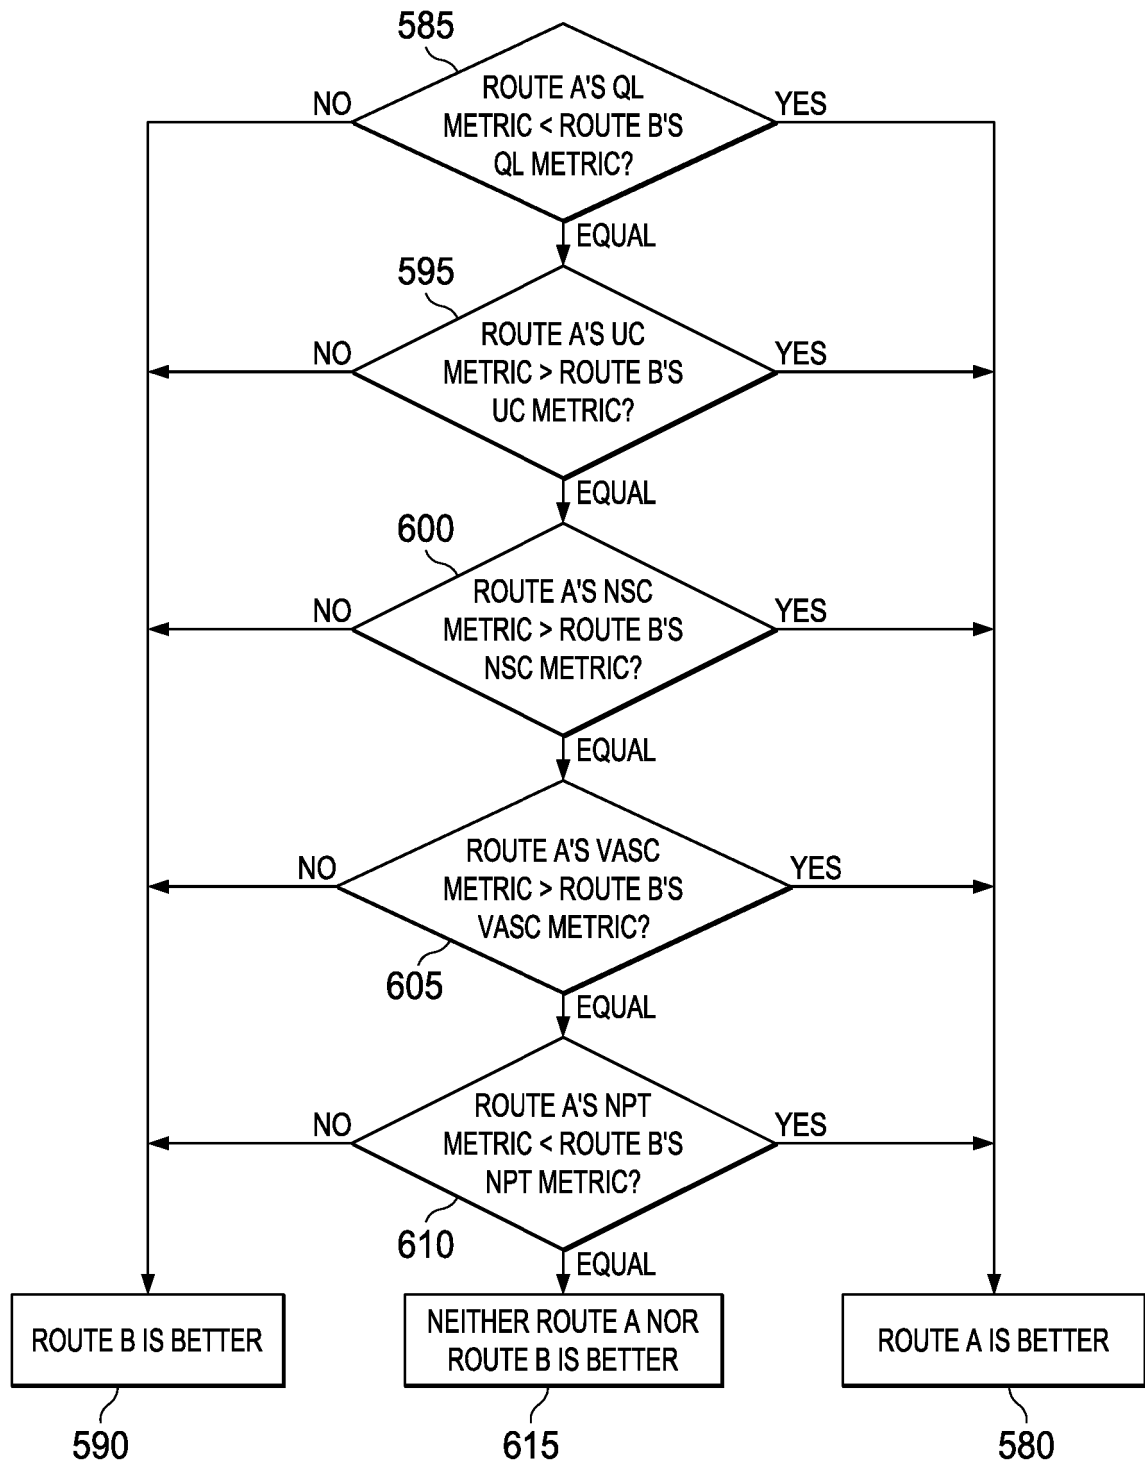 585
ROUTE A'S QL
METRIC < ROUTE B'S
QL METRIC?
NO
YES
EQUAL
595
ROUTE A'S UC
METRIC > ROUTE B'S
UC METRIC?
NO
YES
EQUAL
600
ROUTE A'S NSC
METRIC > ROUTE B'S
NSC METRIC?
NO
YES
EQUAL
ROUTE A'S VASC
METRIC > ROUTE B'S
VASC METRIC?
NO
YES
605
EQUAL
ROUTE A'S NPT
METRIC < ROUTE B'S
NPT METRIC?
NO
YES
610
EQUAL
ROUTE B IS BETTER
NEITHER ROUTE A NOR
ROUTE B IS BETTER
ROUTE A IS BETTER
590
615
580